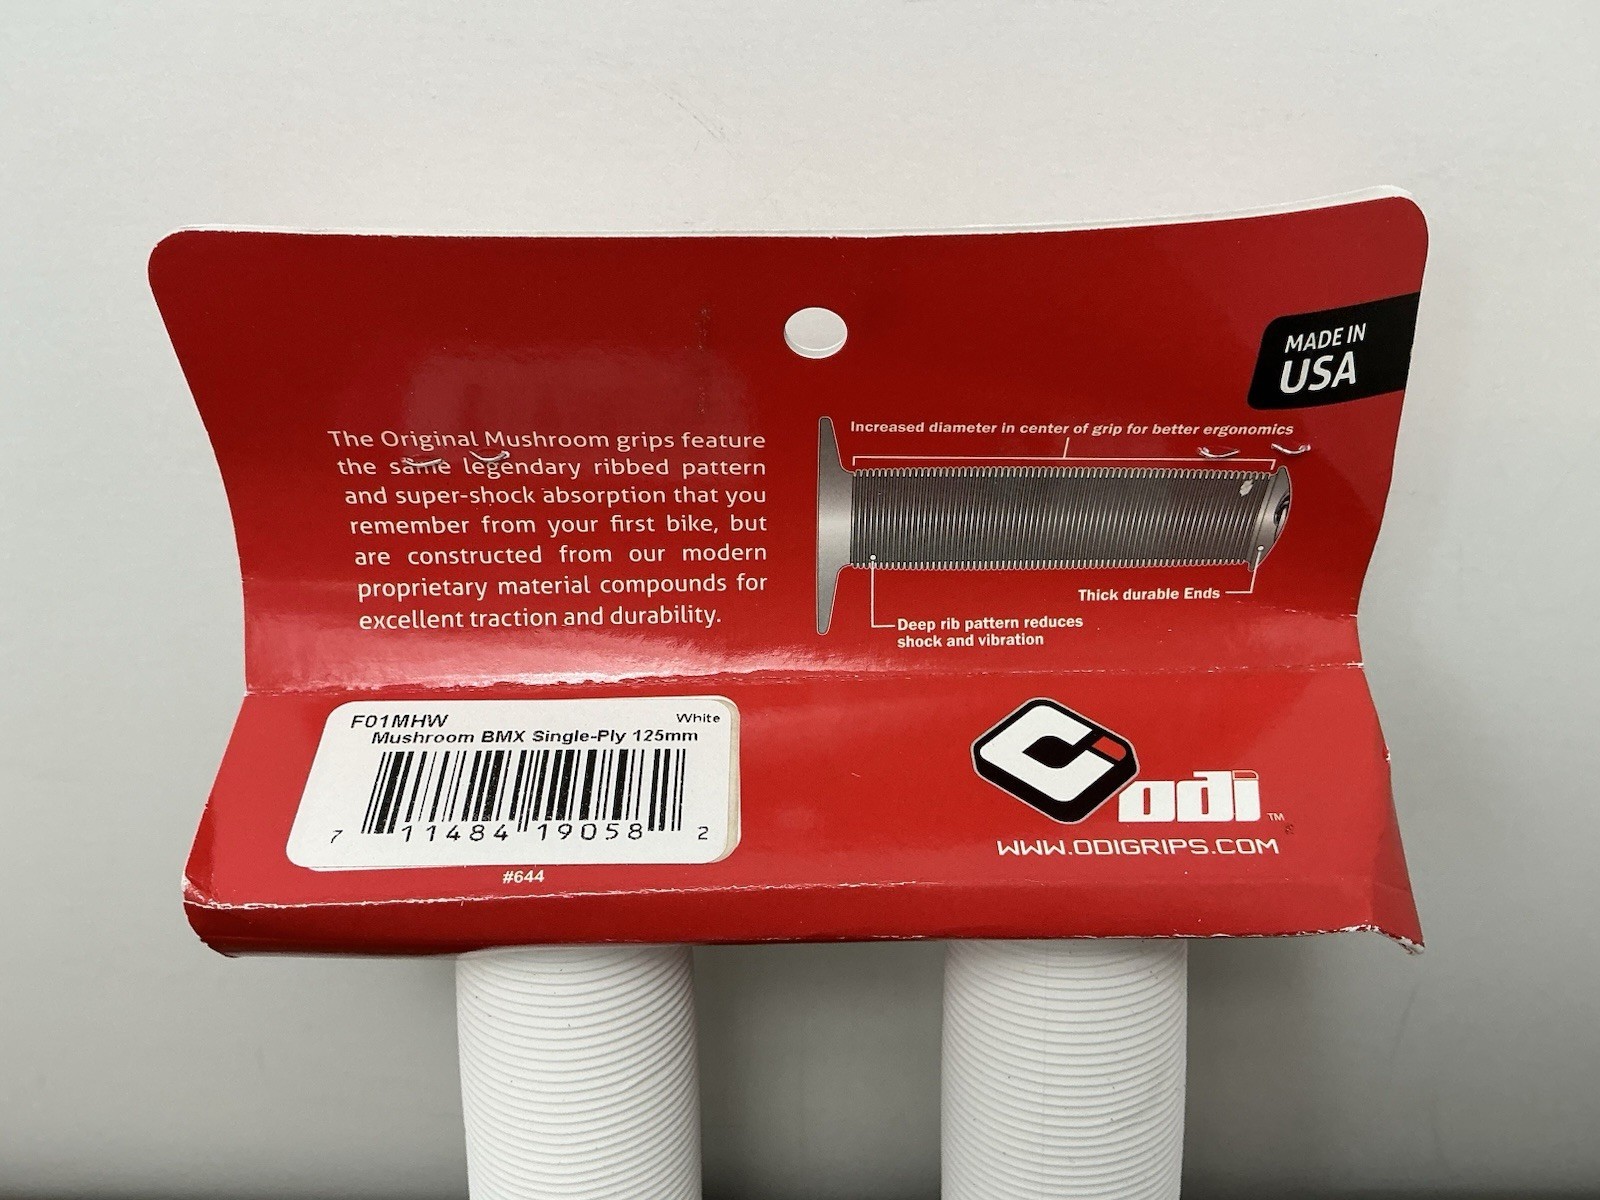 MADE IN
USA
The Original Mushroom grips feature
the same legendary ribbed pattern
and super-shock absorption that you
remember from your first bike, but
are constructed from our modern
proprietary material compounds for
excellent traction and durability.
Increased diameter in center of grip for better ergonomics
Thick durable Ends
Deep rib pattern reduces
shock and vibration
F01MHW White
Mushroom BMX Single-Ply 125mm
7 11484 19058 2
#644
odi™
WWW.ODIGRIPS.COM